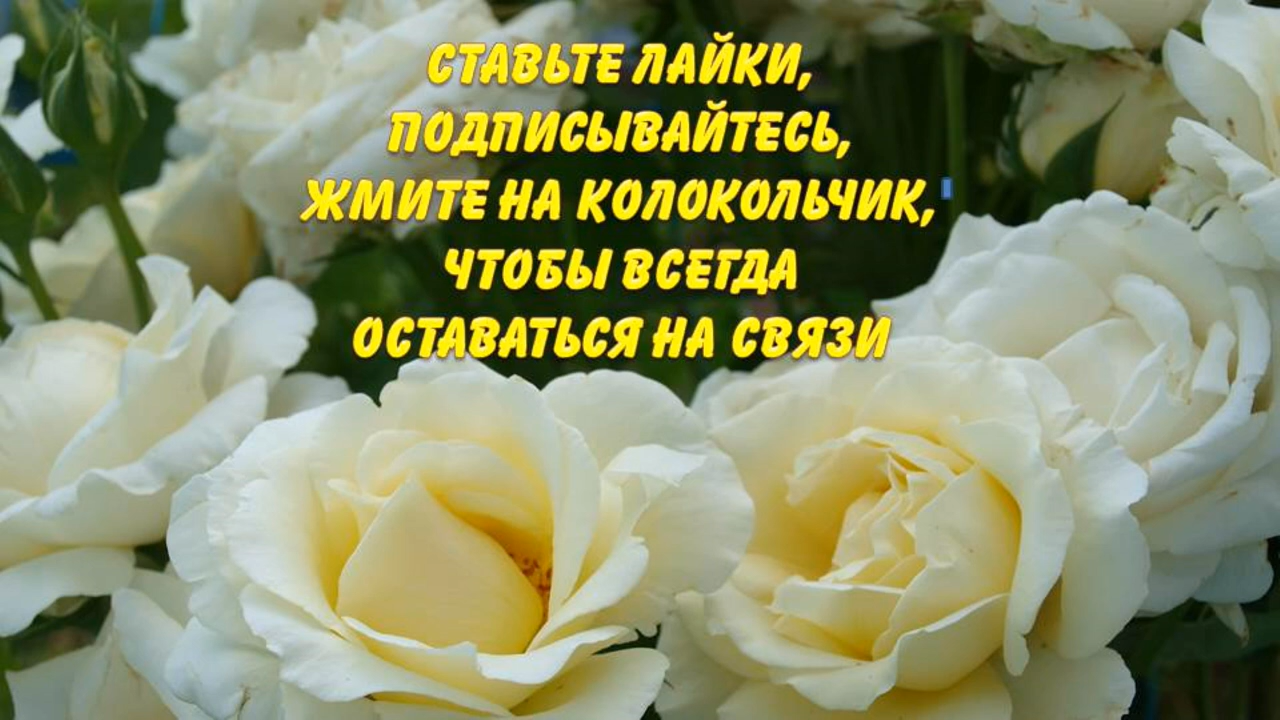 СТАВЬТЕ ЛАЙКИ,
ПОДПИСЫВАЙТЕСЬ,
ЖМИТЕ НА КОЛОКОЛЬЧИК,
ЧТОБЫ ВСЕГДА
ОСТАВАТЬСЯ НА СВЯЗИ